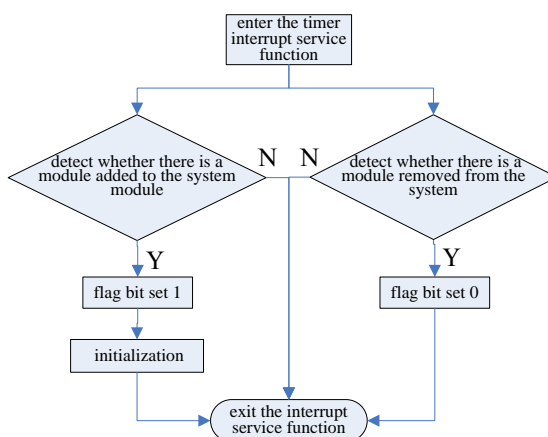 enter the timer
interrupt service
function
detect whether there is a
module added to the system
module
N
N
detect whether there is a
module removed from the
system
Y
Y
flag bit set 1
flag bit set 0
initialization
exit the interrupt
service function